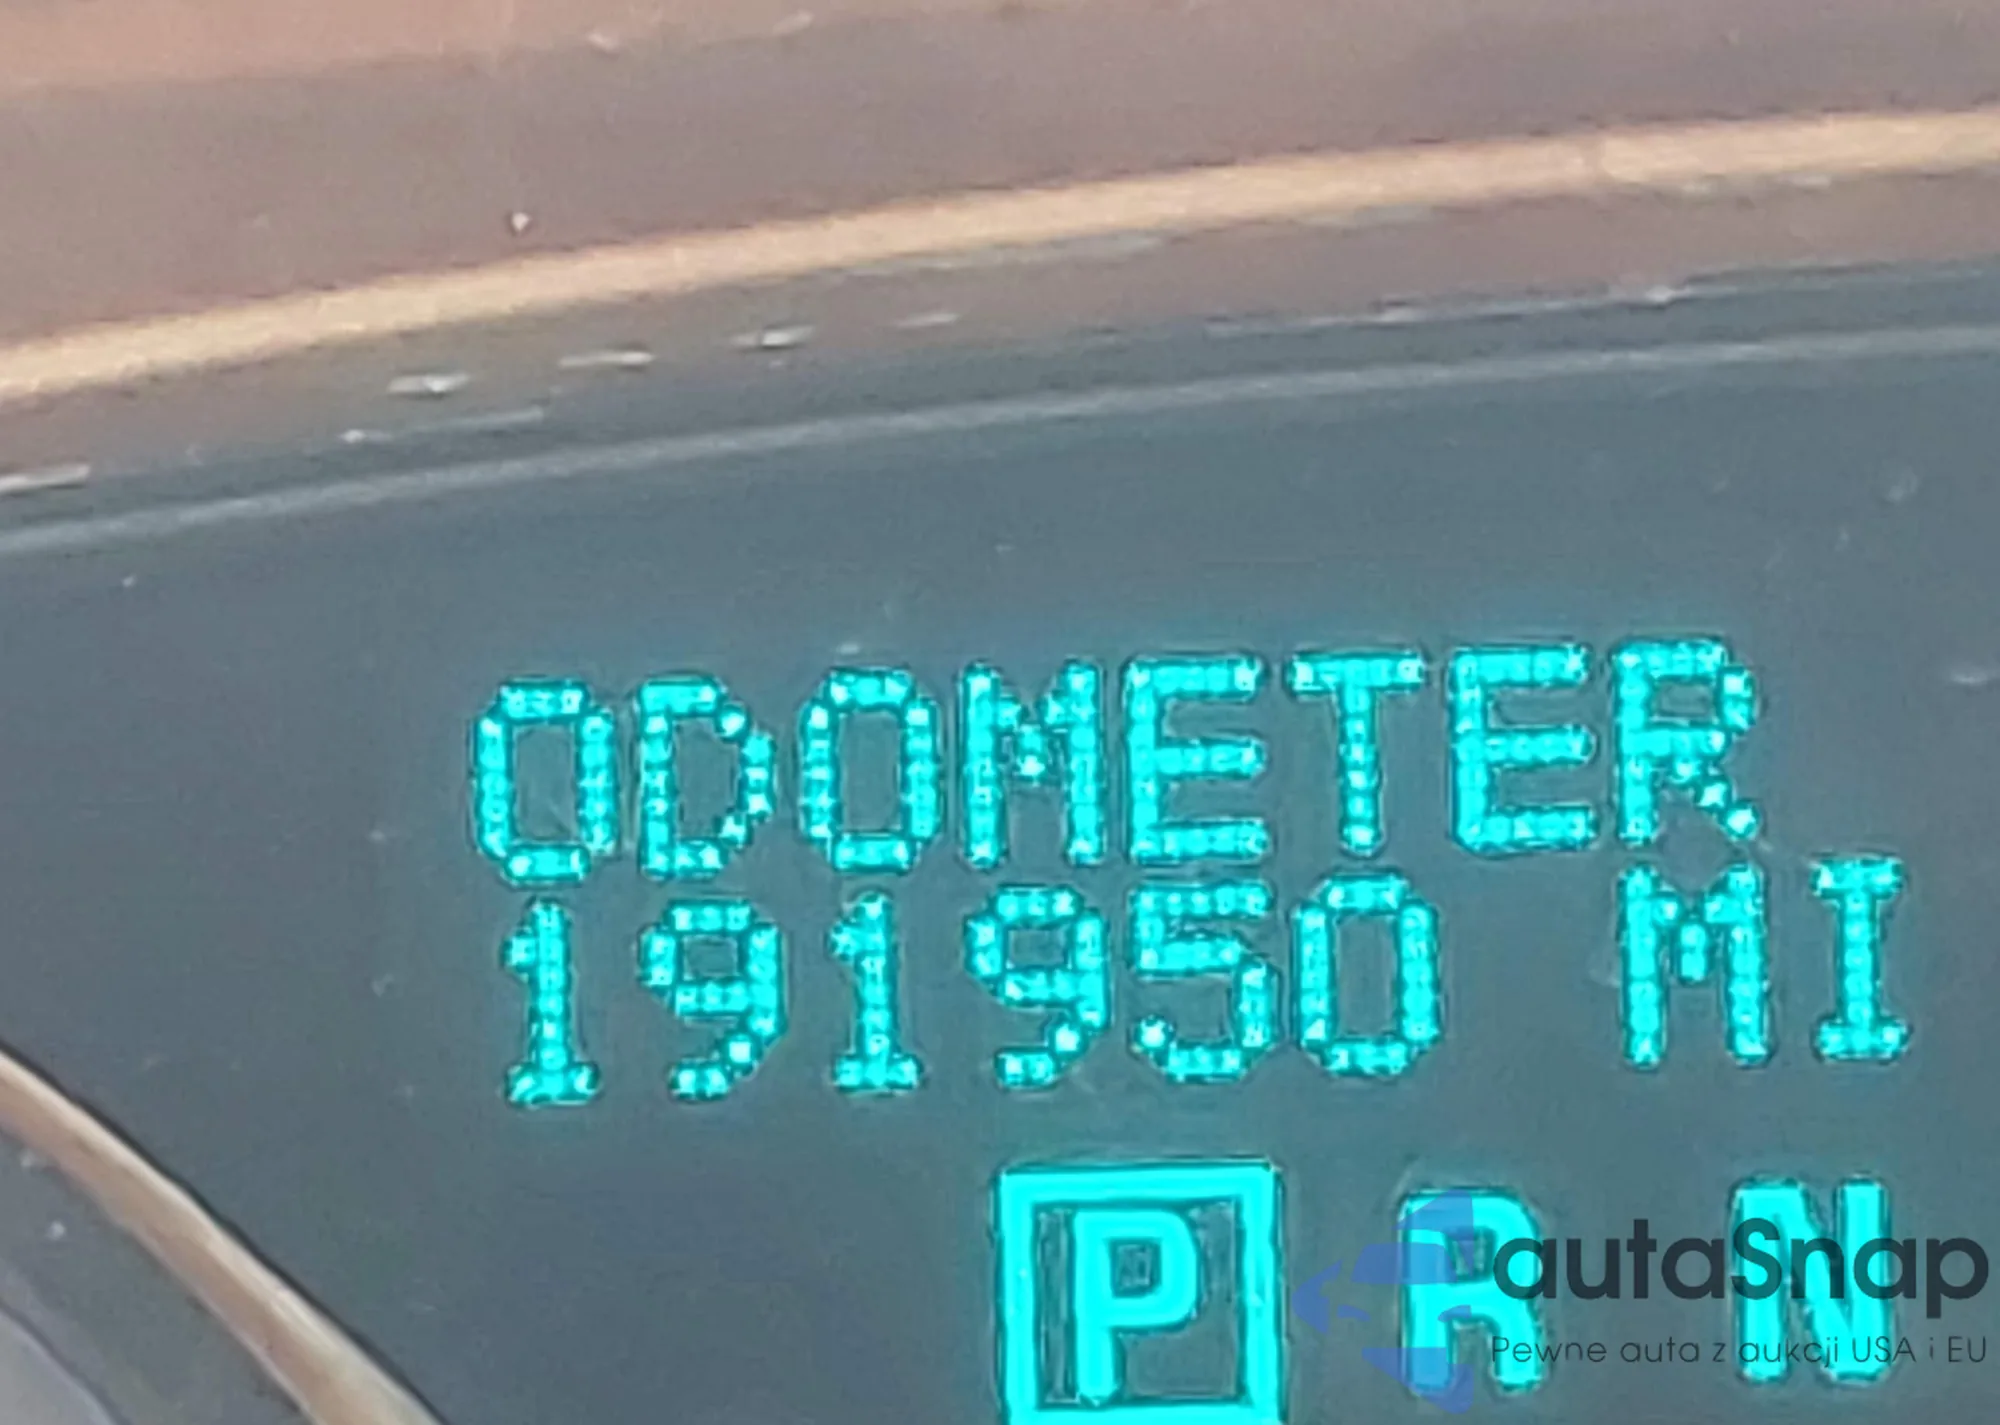 ODOMETER
191950 MI
P R N
autaSnap
Pewne auta z aukcji USA i EU